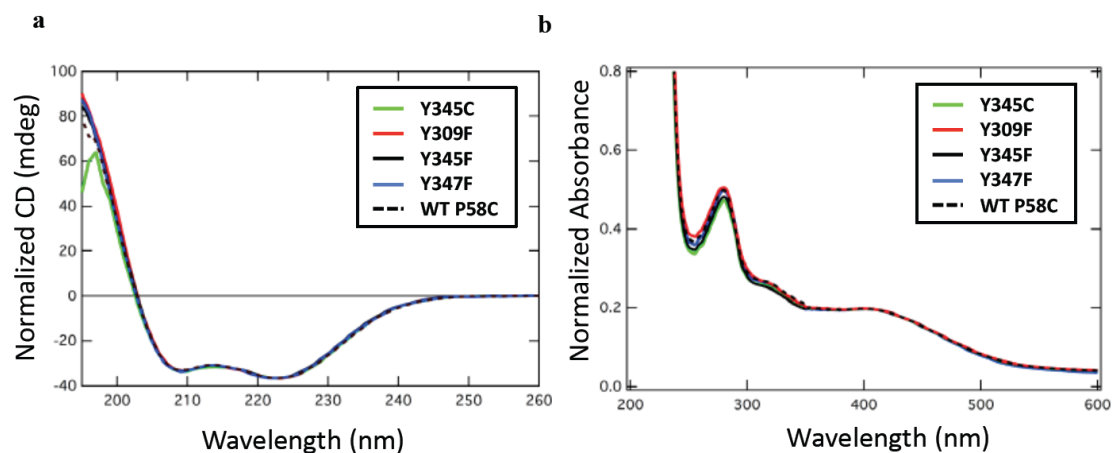 a
Normalized CD (mdeg)
100
80
60
40
20
0
-20
-40
200
210
220
230
240
250
260
Wavelength (nm)
Y345C
Y309F
Y345F
Y347F
WT P58C
b
Normalized Absorbance
0.8
0.6
0.4
0.2
0.0
200
300
400
500
600
Wavelength (nm)
Y345C
Y309F
Y345F
Y347F
WT P58C